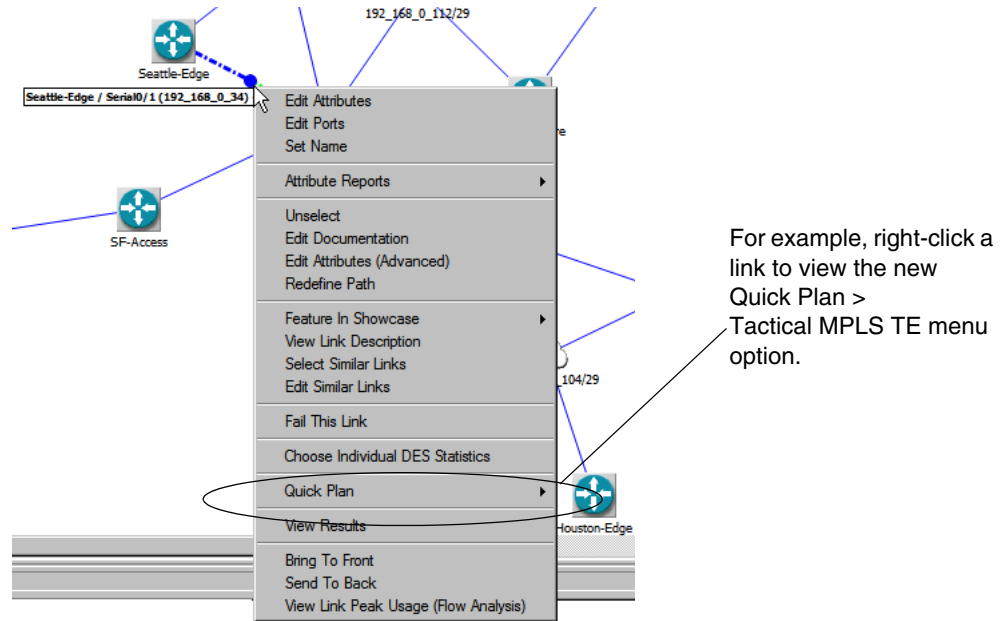 192_168_0_112/29
Seattle-Edge
Seattle-Edge / Serial0/1 (192_168_0_34)
Edit Attributes
Edit Ports
Set Name
Attribute Reports
SF-Access
Unselect
Edit Documentation
Edit Attributes (Advanced)
Redefine Path
Feature In Showcase
View Link Description
Select Similar Links
Edit Similar Links
_104/29
Fail This Link
Choose Individual DES Statistics
Quick Plan
View Results
Houston-Edge
Bring To Front
Send To Back
View Link Peak Usage (Flow Analysis)
For example, right-click a
link to view the new
Quick Plan >
Tactical MPLS TE menu
option.